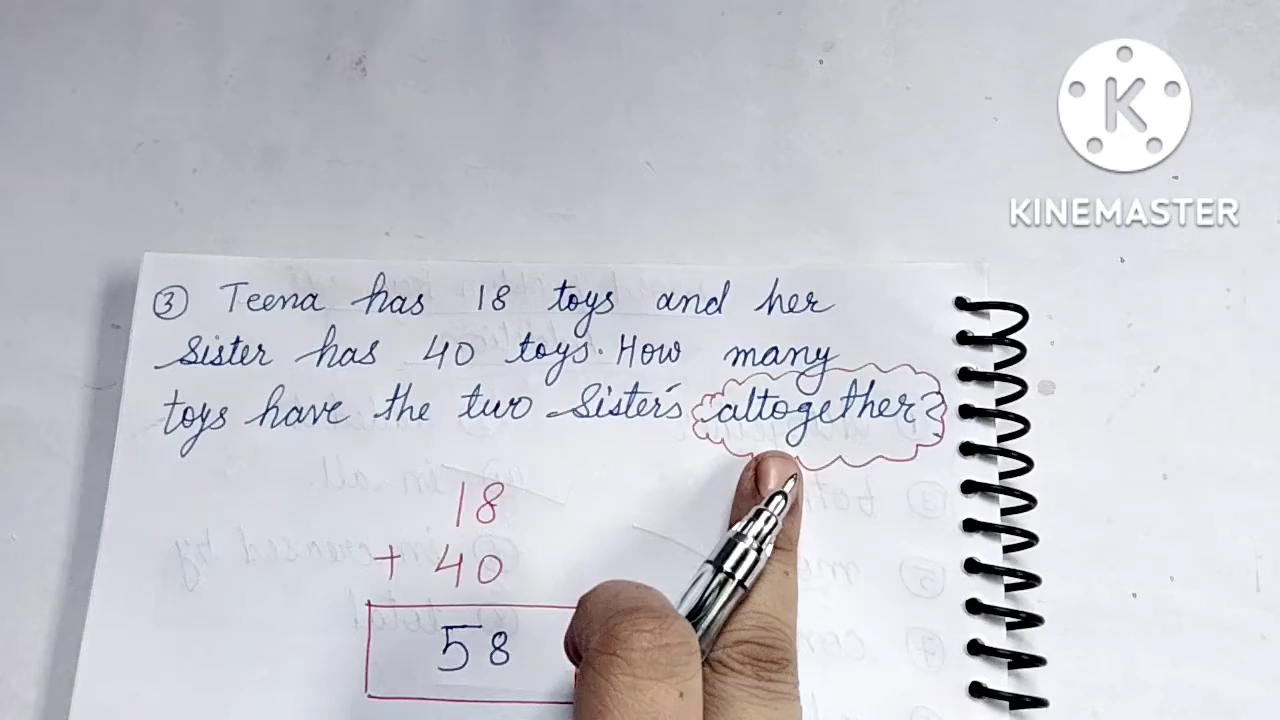 K
KINEMASTER
③ Teena has 18 toys and her
sister has 40 toys. How many
toys have the two Sister's altogether?
18
+ 40
58